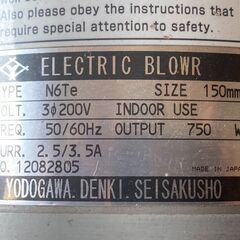 Also please obey the instructions that
require special attention to safety.
ELECTRIC BLOWR
TYPE N6Te SIZE 150mm
VOLT. 3φ200V INDOOR USE
FREQ. 50/60Hz OUTPUT 750 W
CURR. 2.5/3.5A
NO. 12082805 MADE IN JAPAN
YODOGAWA.DENKI.SEISAKUSHO